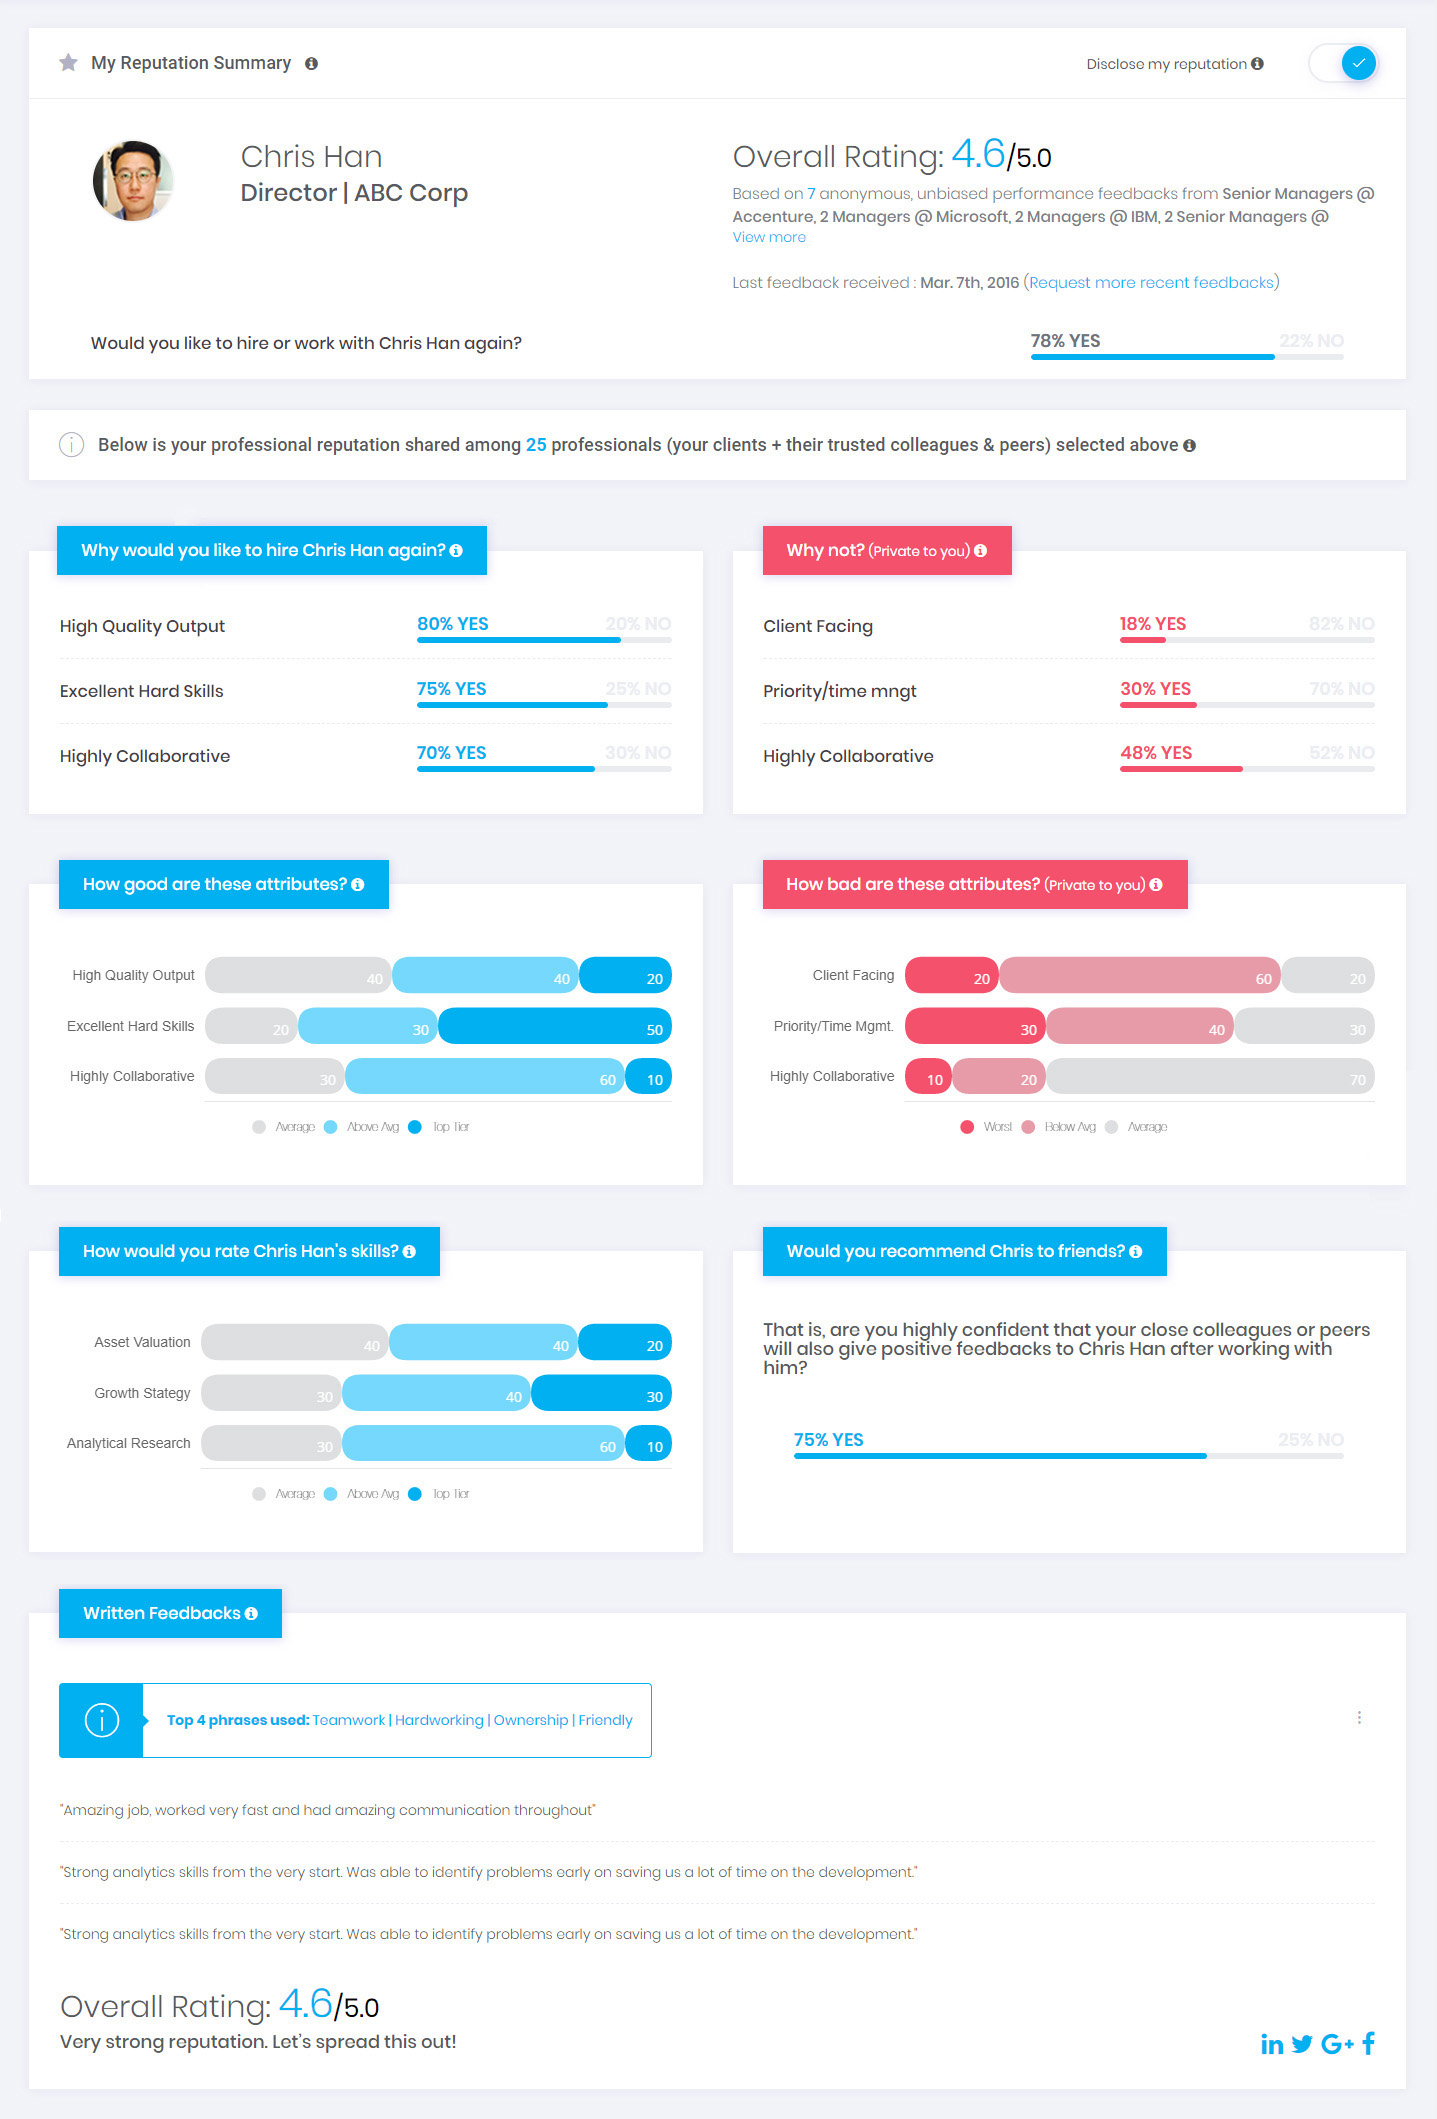 My Reputation Summary
Disclose my reputation
Chris Han
Director | ABC Corp
Overall Rating: 4.6/5.0
Based on 7 anonymous, unbiased performance feedbacks from Senior Managers @
Accenture, 2 Managers @ Microsoft, 2 Managers @ IBM, 2 Senior Managers @
View more
Last feedback received : Mar. 7th, 2016 (Request more recent feedbacks)
Would you like to hire or work with Chris Han again?
78% YES 22% NO
Below is your professional reputation shared among 25 professionals (your clients + their trusted colleagues & peers) selected above
Why would you like to hire Chris Han again?
High Quality Output 80% YES 20% NO
Excellent Hard Skills 75% YES 25% NO
Highly Collaborative 70% YES 30% NO
Why not? (Private to you)
Client Facing 18% YES 82% NO
Priority/time mngt 30% YES 70% NO
Highly Collaborative 48% YES 52% NO
How good are these attributes?
High Quality Output 40 40 20
Excellent Hard Skills 20 30 50
Highly Collaborative 30 60 10
Average Above Avg Top Tier
How bad are these attributes? (Private to you)
Client Facing 20 60 20
Priority/Time Mgmt. 30 40 30
Highly Collaborative 10 20 70
Worst Below Avg Average
How would you rate Chris Han's skills?
Asset Valuation 40 40 20
Growth Stategy 30 40 30
Analytical Research 30 60 10
Average Above Avg Top Tier
Would you recommend Chris to friends?
That is, are you highly confident that your close colleagues or peers
will also give positive feedbacks to Chris Han after working with
him?
75% YES 25% NO
Written Feedbacks
Top 4 phrases used: Teamwork | Hardworking | Ownership | Friendly
"Amazing job, worked very fast and had amazing communication throughout"
"Strong analytics skills from the very start. Was able to identify problems early on saving us a lot of time on the development."
"Strong analytics skills from the very start. Was able to identify problems early on saving us a lot of time on the development."
Overall Rating: 4.6/5.0
Very strong reputation. Let's spread this out!